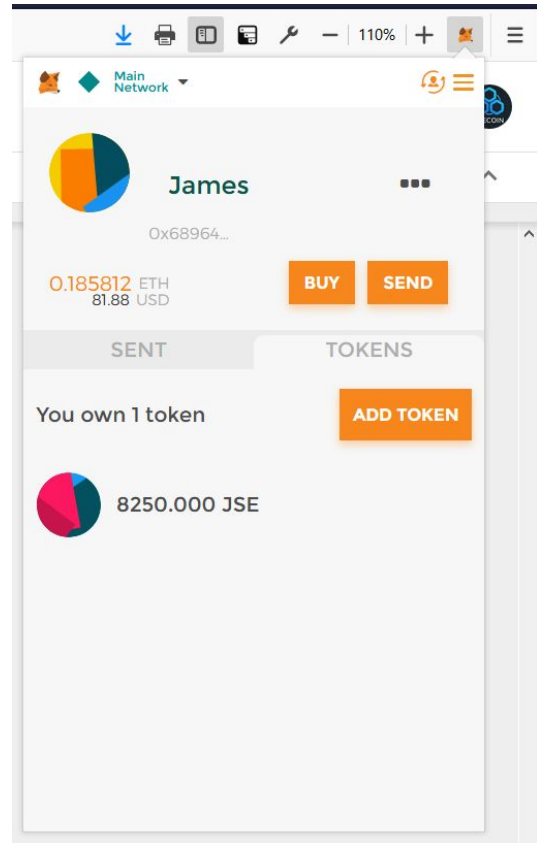 110%
Main
Network
COIN
James
0x68964...
0.185812 ETH
81.88 USD
BUY
SEND
SENT
TOKENS
You own 1 token
ADD TOKEN
8250.000 JSE